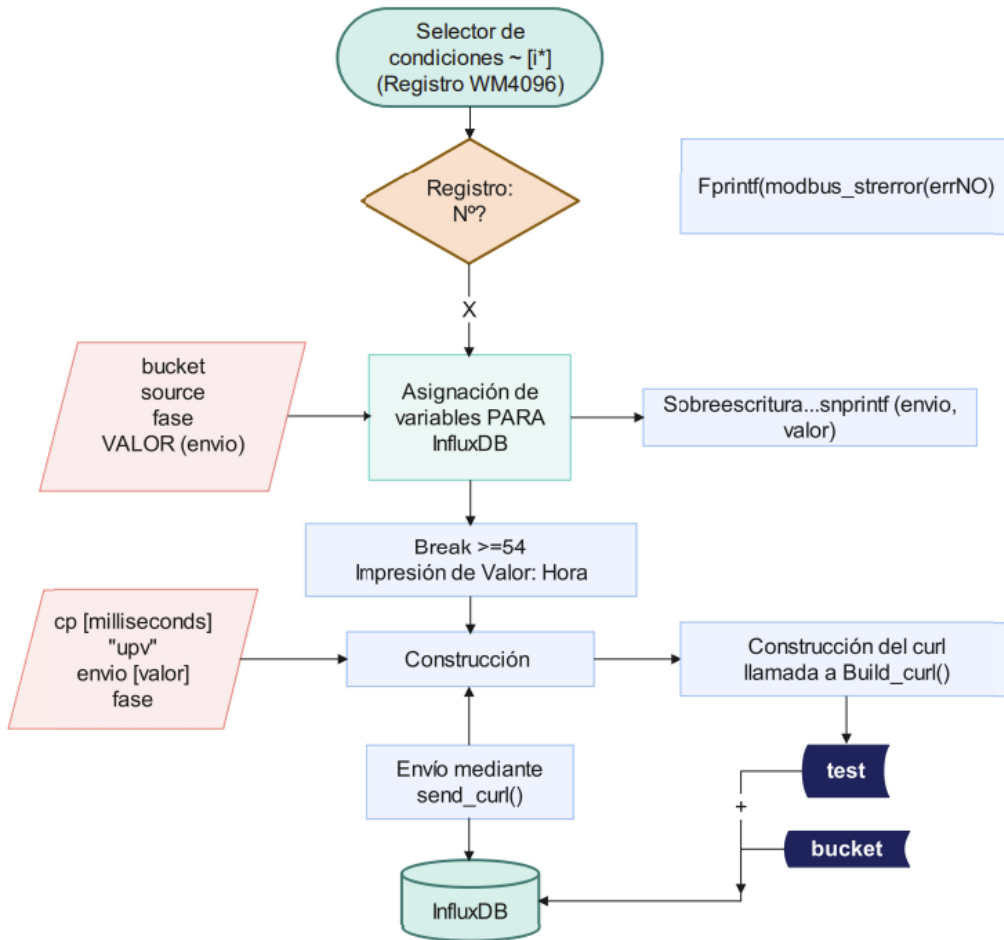 Selector de
condiciones ~ [i*]
(Registro WM4096)
Registro:
Nº?
Fprintf(modbus_strerror(errNO)
X
bucket
source
fase
VALOR (envio)
Asignación de
variables PARA
InfluxDB
Sobreescritura...snprintf (envio,
valor)
Break >=54
Impresión de Valor: Hora
cp [milliseconds]
"upv"
envio [valor]
fase
Construcción
Construcción del curl
llamada a Build_curl()
Envío mediante
send_curl()
test
+
bucket
InfluxDB